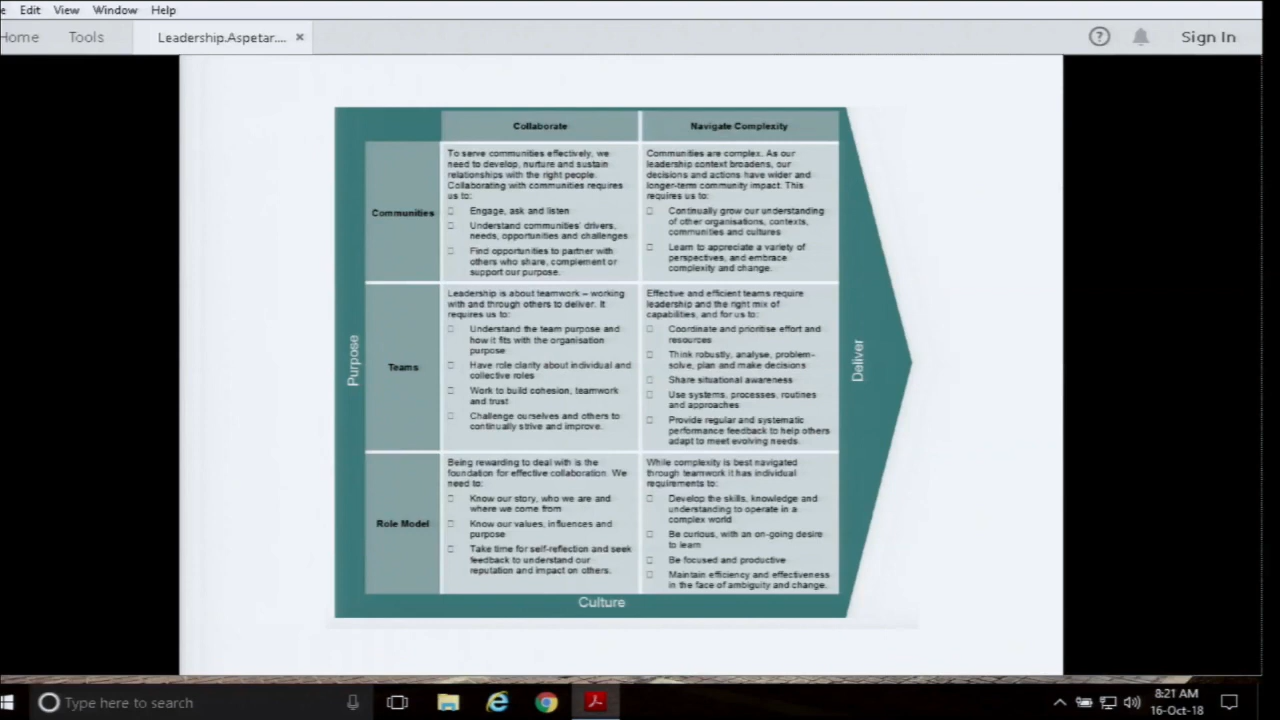 e Edit View Window Help
Home Tools Leadership.Aspetar.... × ? Sign In
Collaborate Navigate Complexity
Communities
To serve communities effectively, we
need to develop, nurture and sustain
relationships with the right people.
Collaborating with communities requires
us to:
Engage, ask and listen
Understand communities' drivers,
needs, opportunities and challenges
Find opportunities to partner with
others who share, complement or
support our purpose.
Communities are complex. As our
leadership context broadens, our
decisions and actions have wider and
longer-term community impact. This
requires us to:
Continually grow our understanding
of other organisations, contexts,
communities and cultures
Learn to appreciate a variety of
perspectives, and embrace
complexity and change.
Teams
Leadership is about teamwork – working
with and through others to deliver. It
requires us to:
Understand the team purpose and
how it fits with the organisation
purpose
Have role clarity about individual and
collective roles
Work to build cohesion, teamwork
and trust
Challenge ourselves and others to
continually strive and improve.
Effective and efficient teams require
leadership and the right mix of
capabilities, and for us to:
Coordinate and prioritise effort and
resources
Think robustly, analyse, problem-
solve, plan and make decisions
Share situational awareness
Use systems, processes, routines
and approaches
Provide regular and systematic
performance feedback to help others
adapt to meet evolving needs.
Role Model
Being rewarding to deal with is the
foundation for effective collaboration. We
need to:
Know our story, who we are and
where we come from
Know our values, influences and
purpose
Take time for self-reflection and seek
feedback to understand our
reputation and impact on others.
While complexity is best navigated
through teamwork it has individual
requirements to:
Develop the skills, knowledge and
understanding to operate in a
complex world
Be curious, with an on-going desire
to learn
Be focused and productive
Maintain efficiency and effectiveness
in the face of ambiguity and change.
Purpose
Deliver
Culture
Type here to search
8:21 AM
16-Oct-18